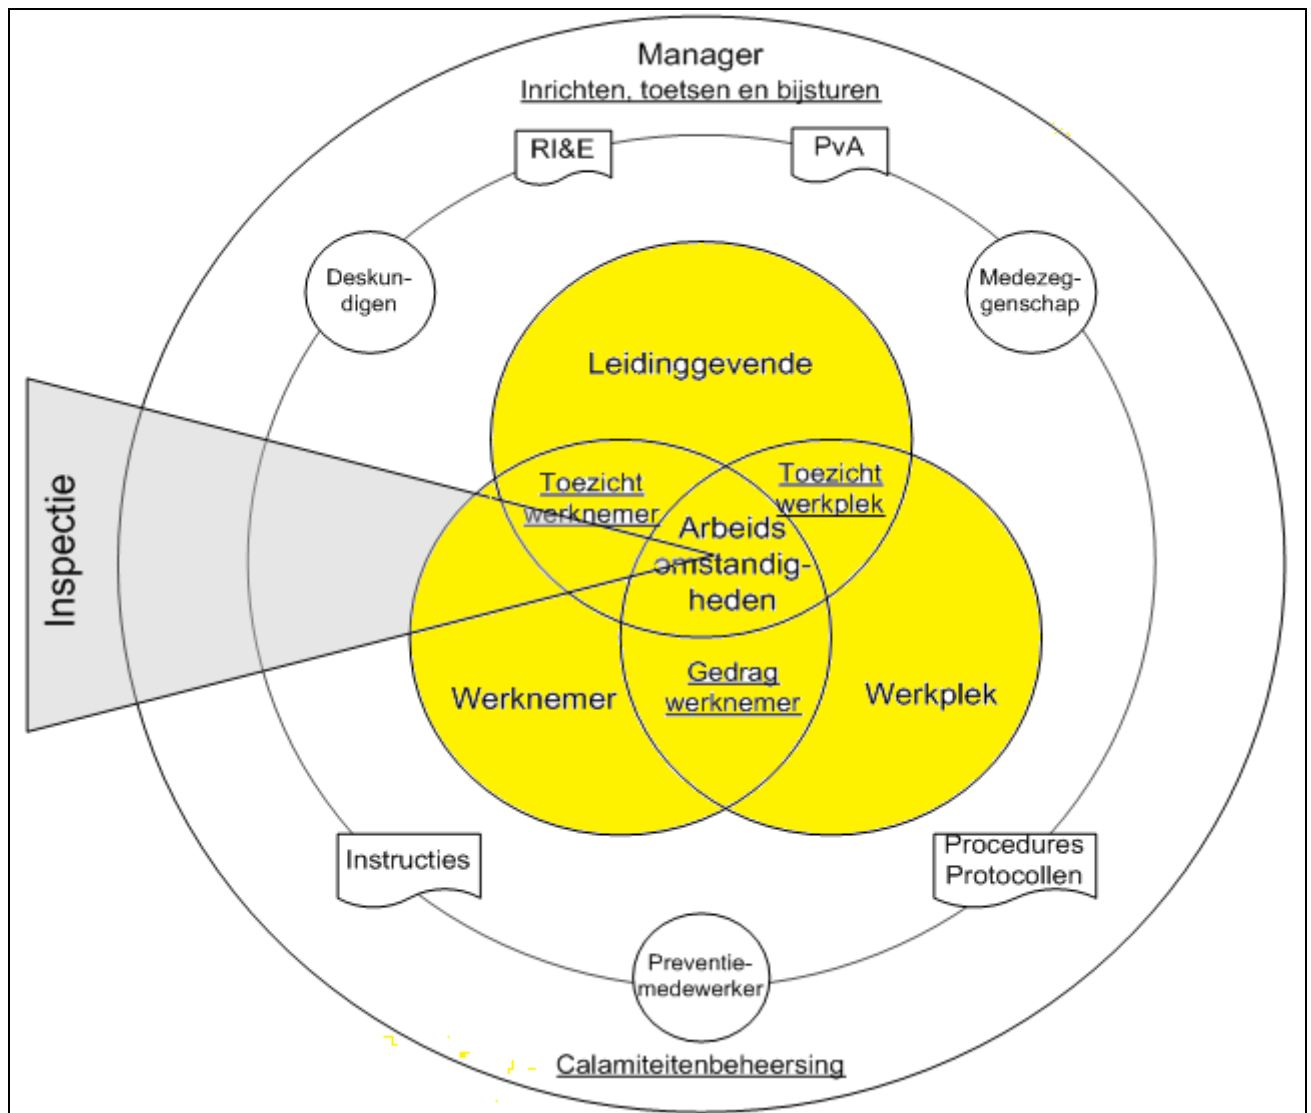 Manager
Inrichten, toetsen en bijsturen
RI&E
PvA
Deskun-
digen
Medezeg-
genschap
Leidinggevende
Toezicht
werknemer
Toezicht
werkplek
Arbeids
omstandig-
heden
Inspectie
Gedrag
werknemer
Werknemer
Werkplek
Instructies
Procedures
Protocollen
Preventie-
medewerker
Calamiteitenbeheersing